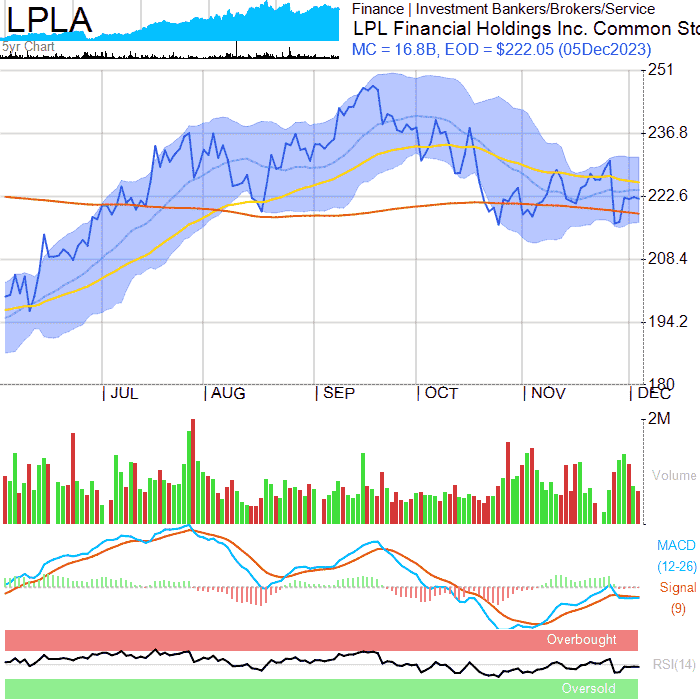 LPLA
5yr Chart
Finance | Investment Bankers/Brokers/Service
LPL Financial Holdings Inc. Common Sto
MC = 16.8B, EOD = $222.05 (05Dec2023)
251
236.8
222.6
208.4
194.2
180
| JUL | AUG | SEP | OCT | NOV | DEC
2M
Volume
MACD
(12-26)
Signal
(9)
Overbought
RSI(14)
Oversold